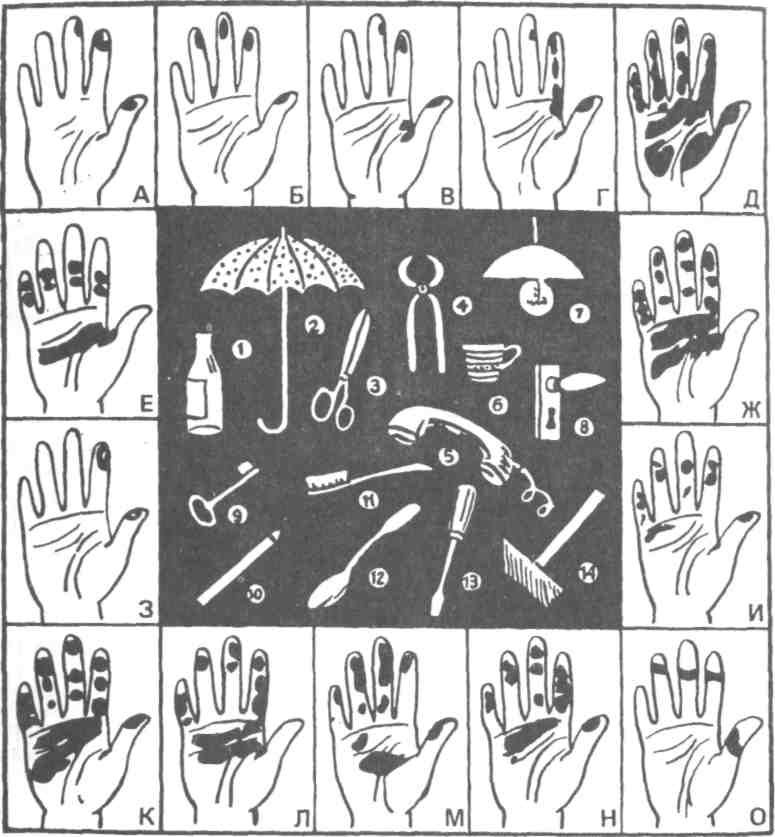 А Б В Г Д
1 2 3 4 7
Е 5 6 8 Ж
9 11
З 10 12 13 14 И
К Л М Н О